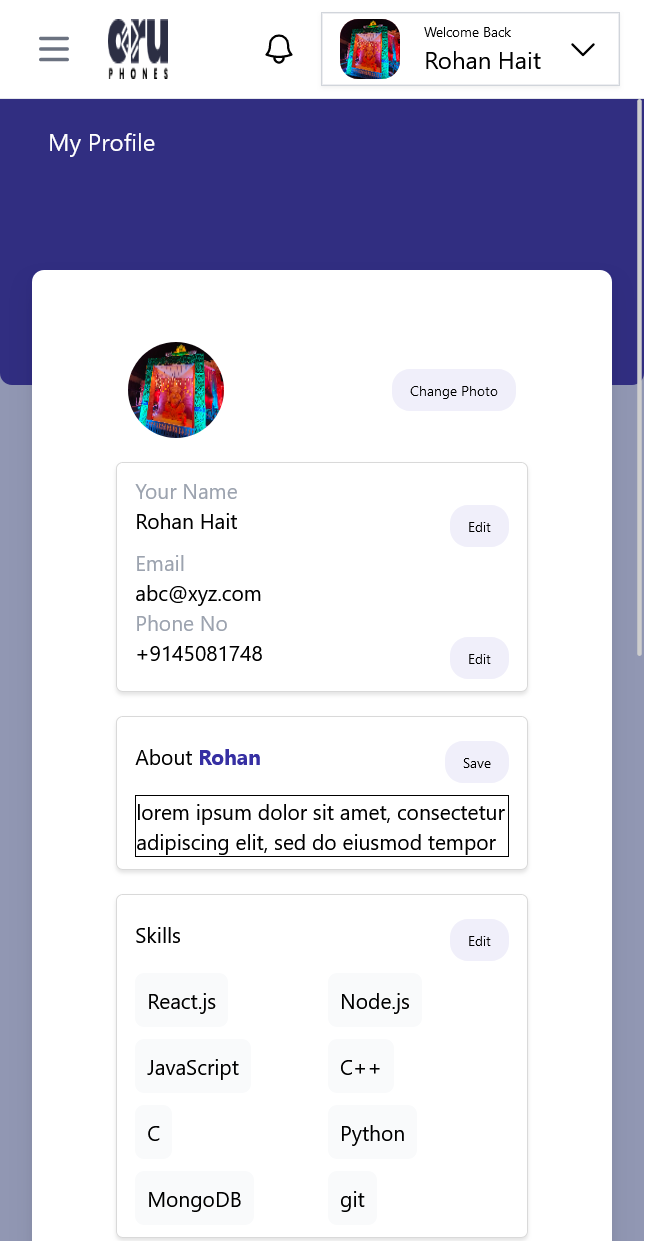 oru
PHONES
Welcome Back
Rohan Hait
My Profile
Change Photo
Your Name
Rohan Hait
Edit
Email
abc@xyz.com
Phone No
+9145081748
Edit
About Rohan
Save
lorem ipsum dolor sit amet, consectetur
adipiscing elit, sed do eiusmod tempor
Skills
Edit
React.js Node.js
JavaScript C++
C Python
MongoDB git